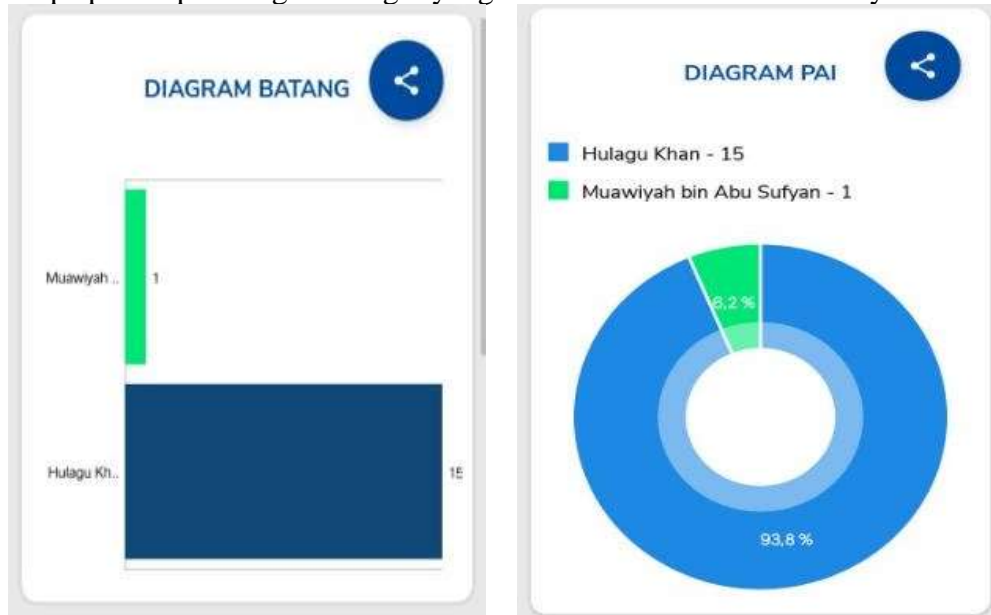 DIAGRAM BATANG
Muawiyah ..
1
Hulagu Kh..
15
DIAGRAM PAI
Hulagu Khan - 15
Muawiyah bin Abu Sufyan - 1
6,2 %
93,8 %